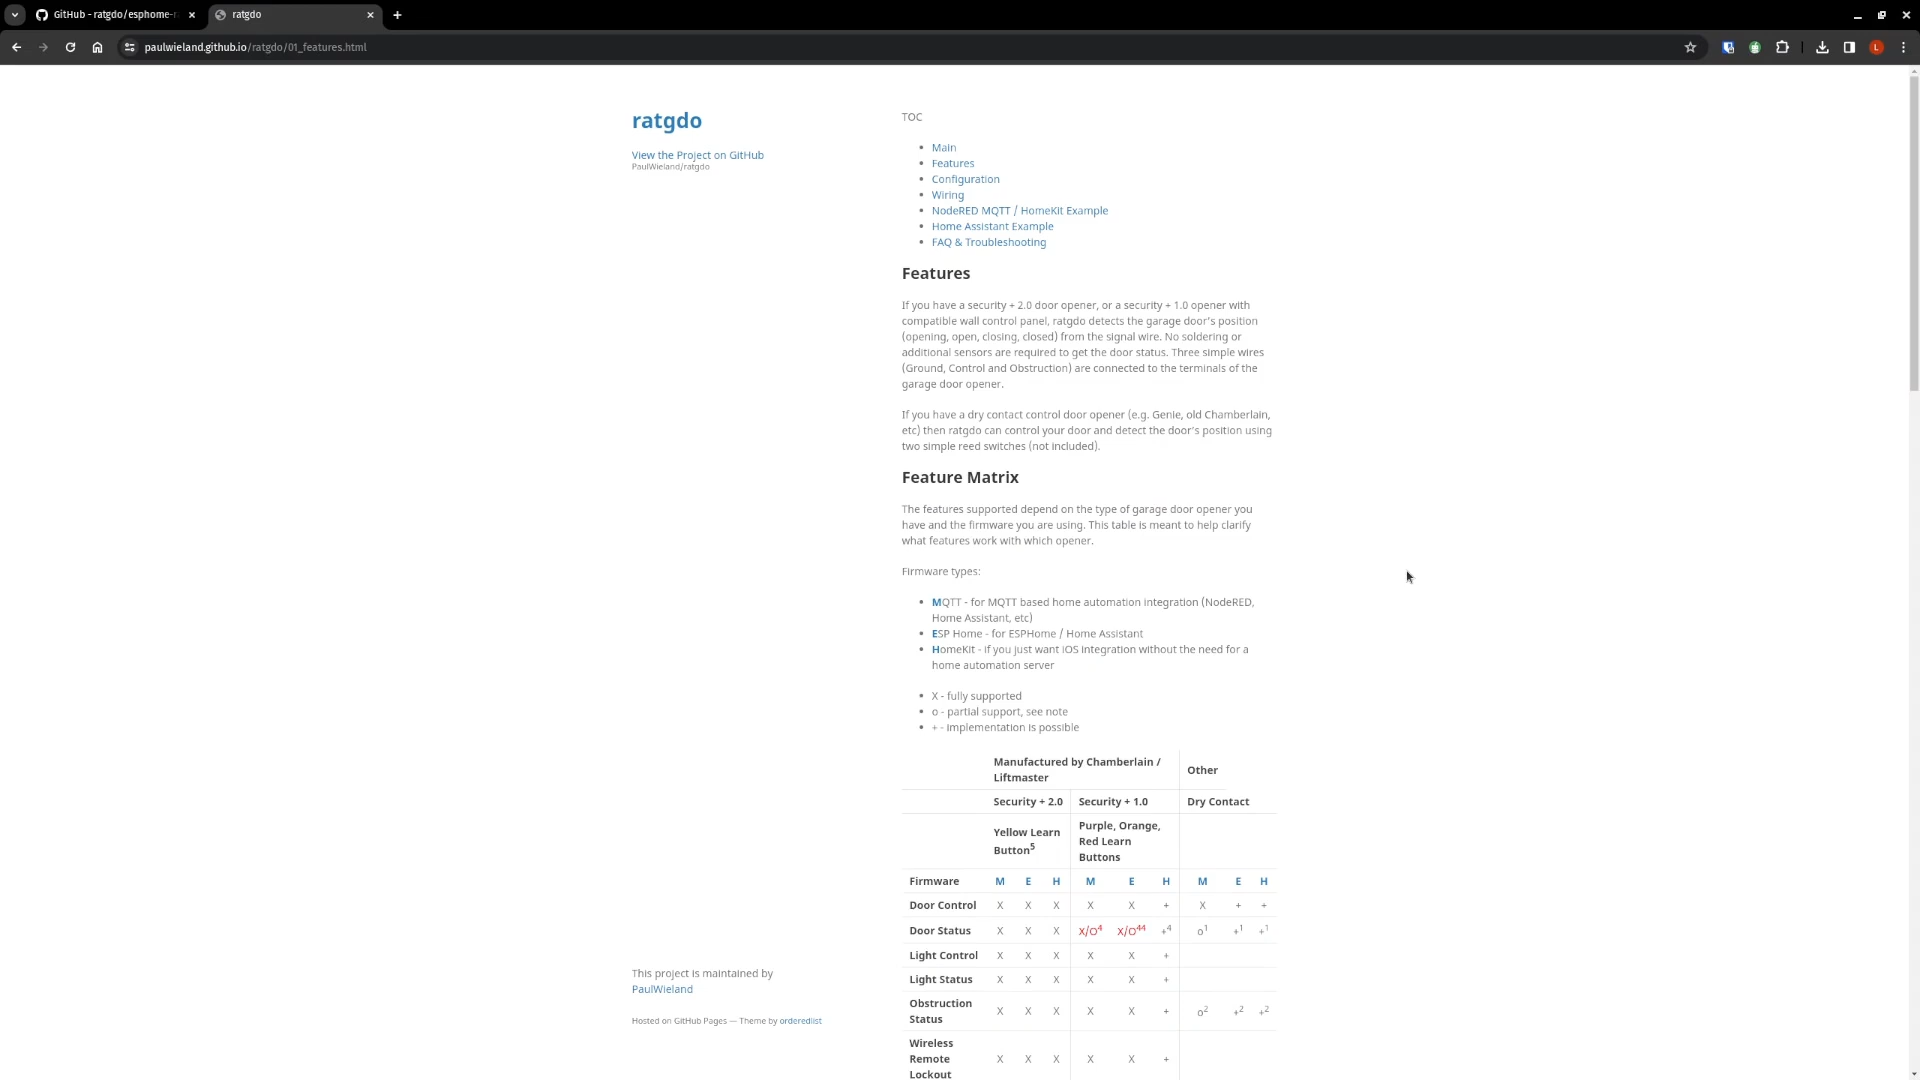 GitHub - ratgdo/esphome-r
ratgdo
paulwieland.github.io/ratgdo/01_features.html
L
ratgdo
View the Project on GitHub
PaulWieland/ratgdo
TOC
Main
Features
Configuration
Wiring
NodeRED MQTT / HomeKit Example
Home Assistant Example
FAQ & Troubleshooting
Features
If you have a security + 2.0 door opener, or a security + 1.0 opener with
compatible wall control panel, ratgdo detects the garage door's position
(opening, open, closing, closed) from the signal wire. No soldering or
additional sensors are required to get the door status. Three simple wires
(Ground, Control and Obstruction) are connected to the terminals of the
garage door opener.
If you have a dry contact control door opener (e.g. Genie, old Chamberlain,
etc) then ratgdo can control your door and detect the door's position using
two simple reed switches (not included).
Feature Matrix
The features supported depend on the type of garage door opener you
have and the firmware you are using. This table is meant to help clarify
what features work with which opener.
Firmware types:
MQTT - for MQTT based home automation integration (NodeRED,
Home Assistant, etc)
ESP Home - for ESPHome / Home Assistant
HomeKit - if you just want iOS integration without the need for a
home automation server
X - fully supported
o - partial support, see note
+ - implementation is possible
Manufactured by Chamberlain /
Liftmaster
Other
Security + 2.0 Security + 1.0 Dry Contact
Yellow Learn
Button5
Purple, Orange,
Red Learn
Buttons
Firmware M E H M E H M E H
Door Control X X X X X + X + +
Door Status X X X X/O4 X/O44 +4 o1 +1 +1
Light Control X X X X X +
Light Status X X X X X +
Obstruction
Status X X X X X + o2 +2 +2
Wireless
Remote
Lockout X X X X X +
This project is maintained by
PaulWieland
Hosted on GitHub Pages — Theme by orderedlist